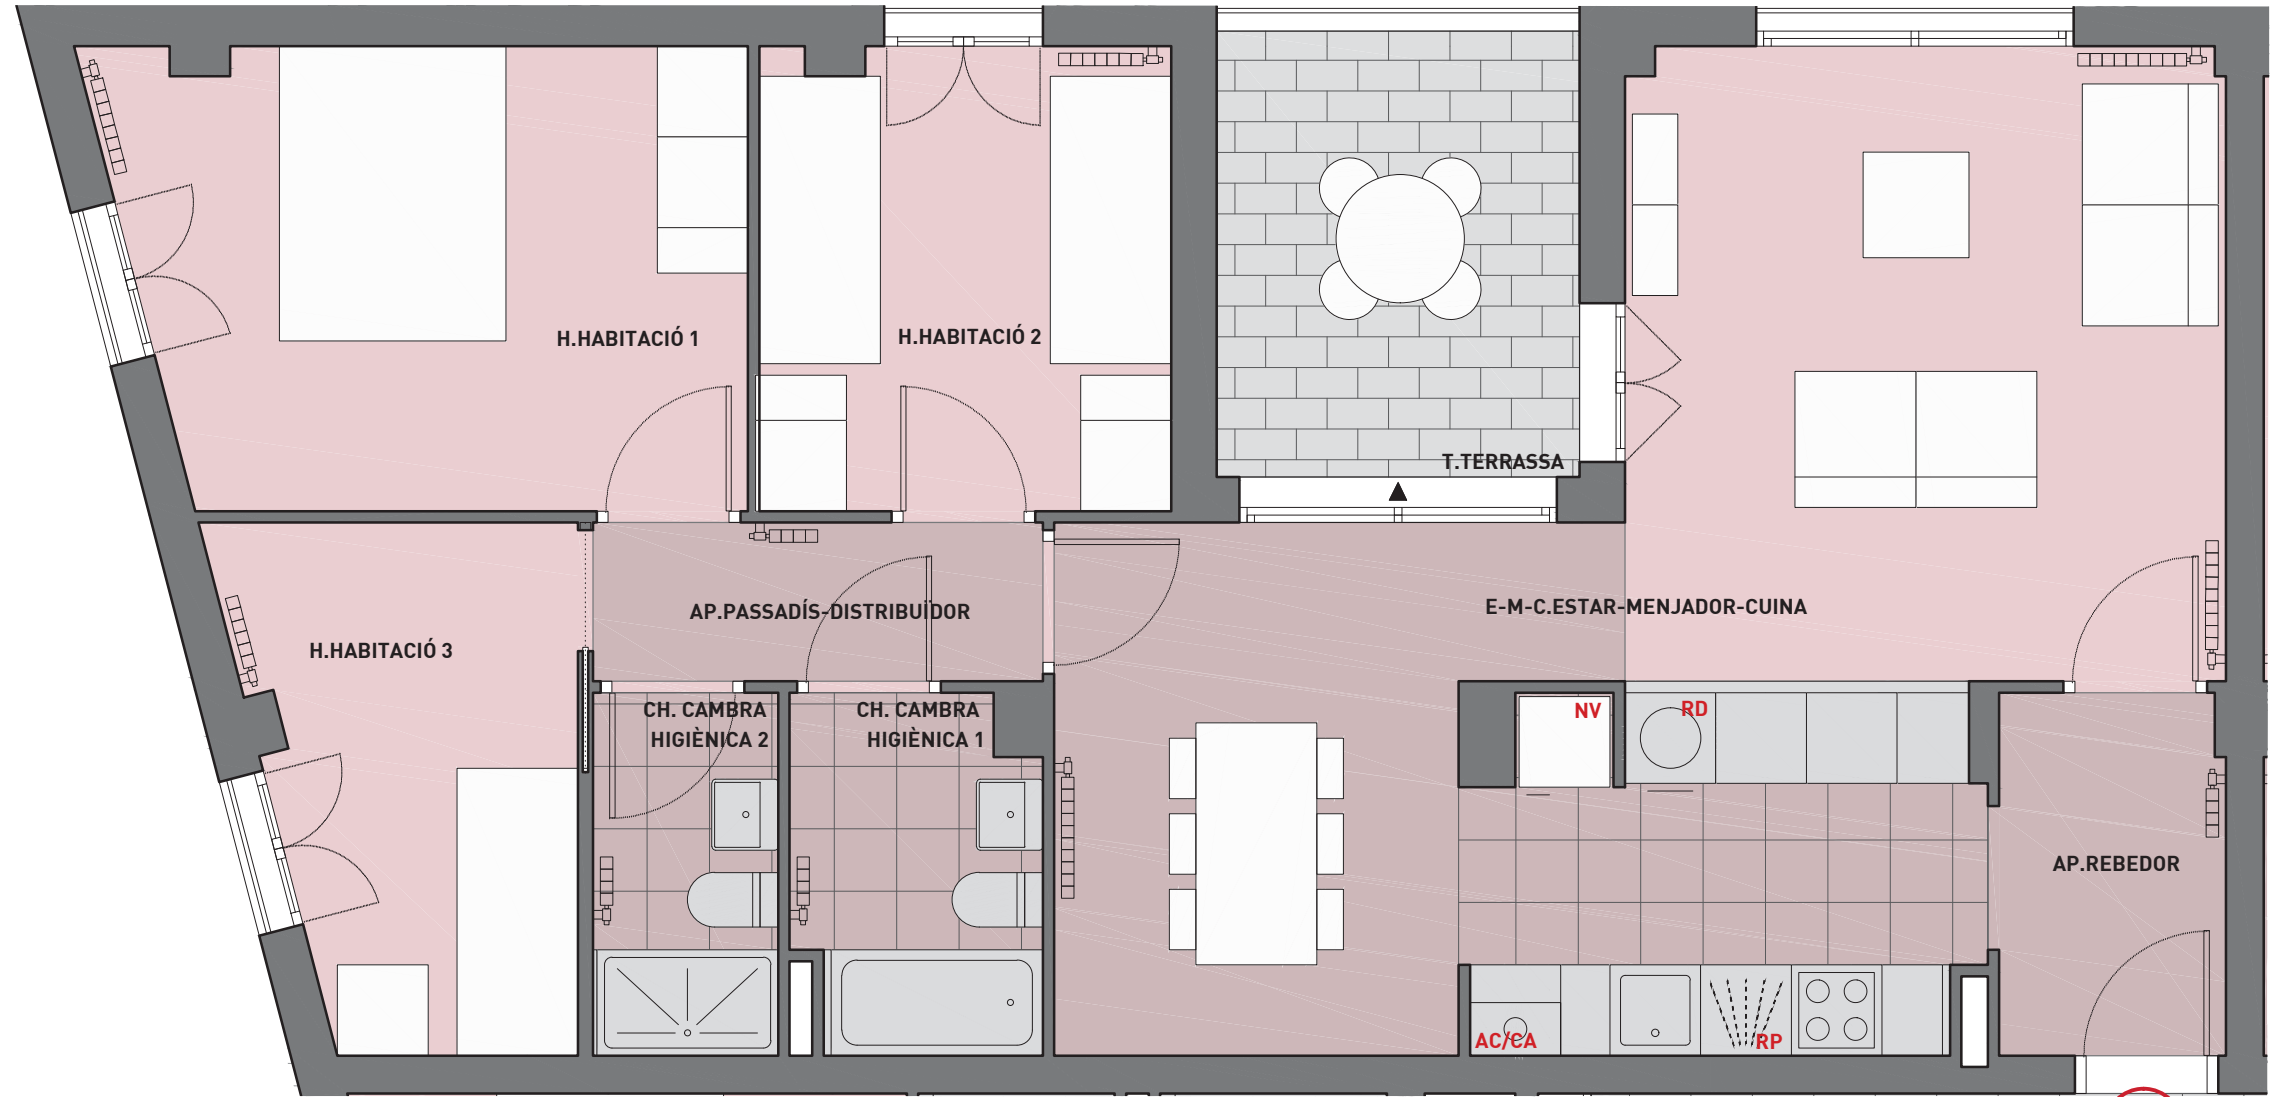 H.HABITACIÓ 1
H.HABITACIÓ 2
T.TERRASSA
E-M-C.ESTAR-MENJADOR-CUINA
AP.PASSADÍS-DISTRIBUÏDOR
H.HABITACIÓ 3
CH. CAMBRA
HIGIÈNICA 2
CH. CAMBRA
HIGIÈNICA 1
NV
RD
AP.REBEDOR
AC/CA
RP